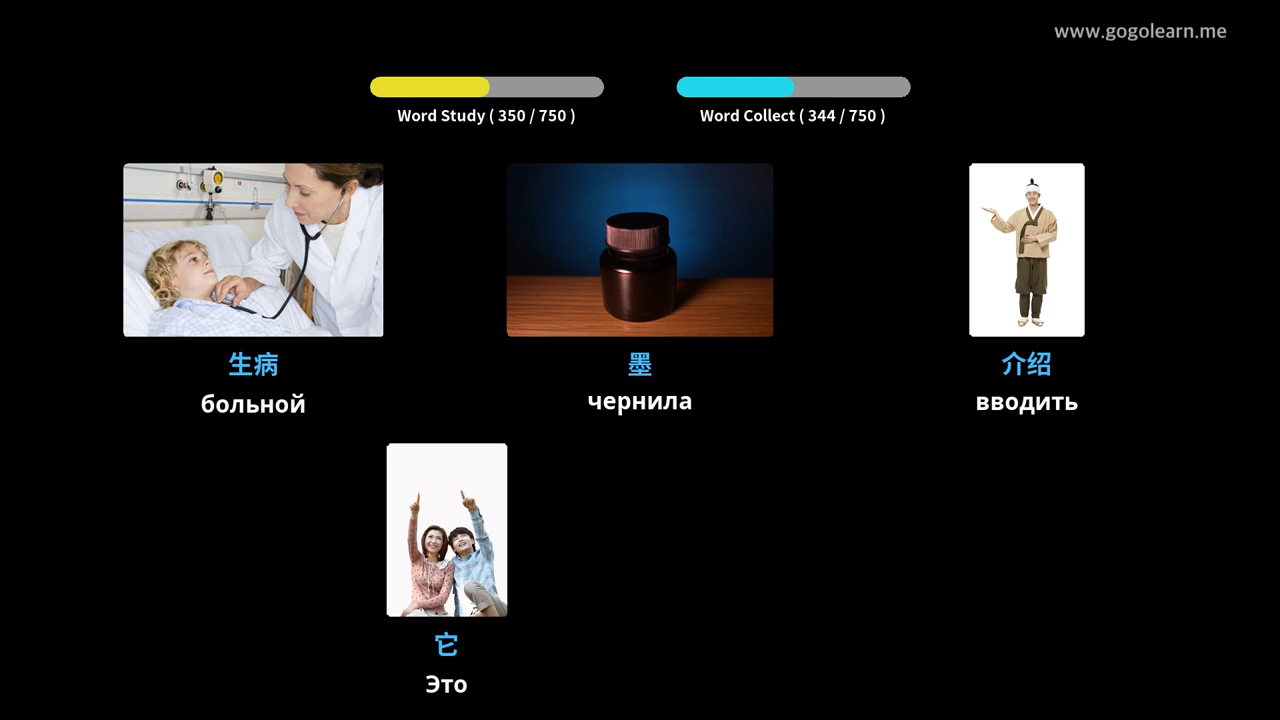 www.gogolearn.me
Word Study ( 350 / 750 )
Word Collect ( 344 / 750 )
生病
больной
墨
чернила
介绍
вводить
它
Это